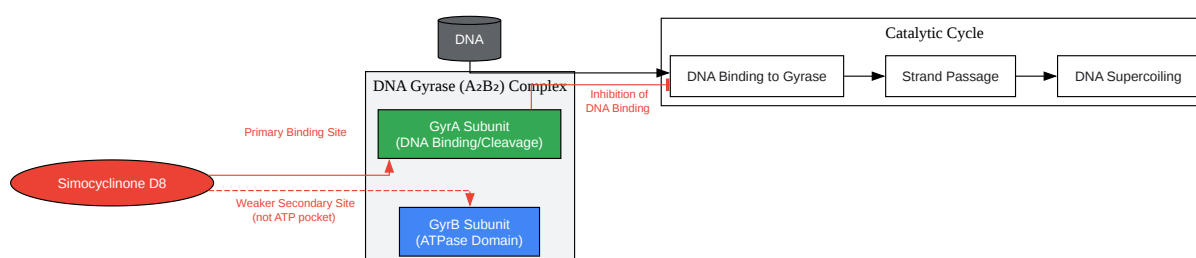 DNA
Catalytic Cycle
DNA Binding to Gyrase
Strand Passage
DNA Supercoiling
DNA Gyrase (A₂B₂) Complex
Inhibition of
DNA Binding
GyrA Subunit
(DNA Binding/Cleavage)
Primary Binding Site
Simocyclinone D8
Weaker Secondary Site
(not ATP pocket)
GyrB Subunit
(ATPase Domain)